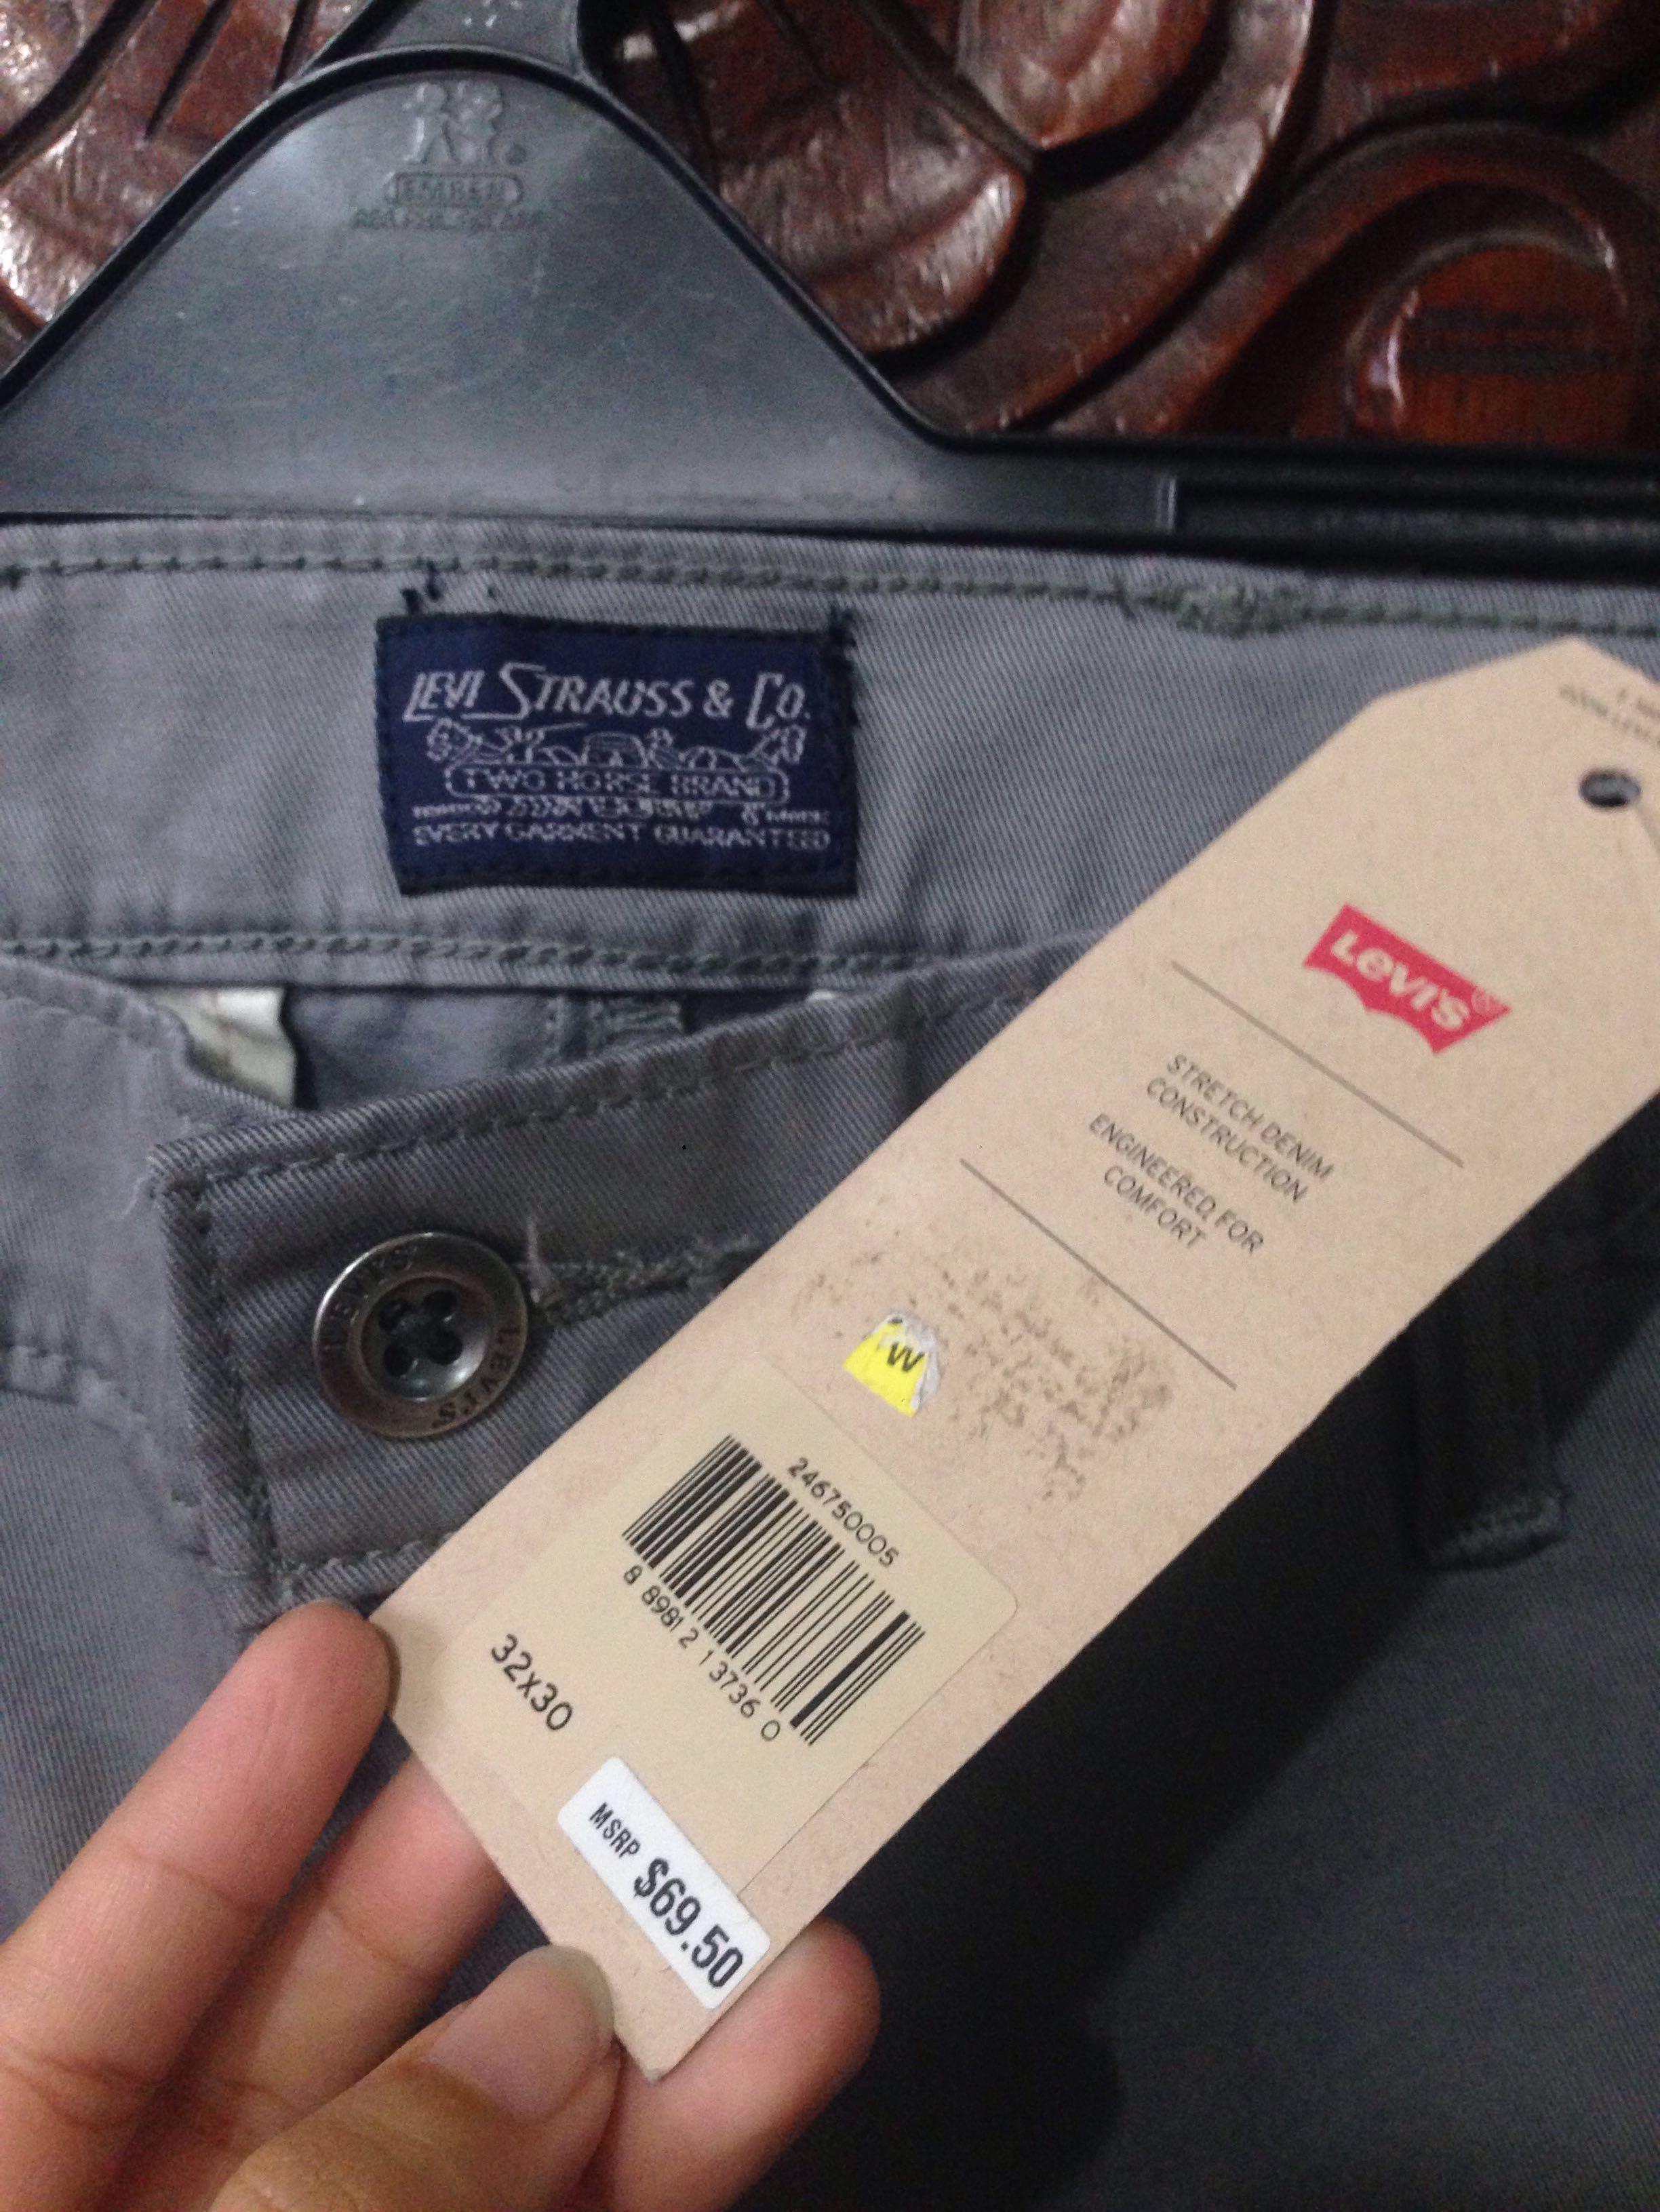 LEVI STRAUSS & CO.
TWO HORSE BRAND
EVERY GARMENT GUARANTEED
LEVI'S®
STRETCH DENIM
CONSTRUCTION
ENGINEERED FOR
COMFORT
W
246750005
8 89812 13736 0
32x30
MSRP $69.50
LEVI'S LEVI'S